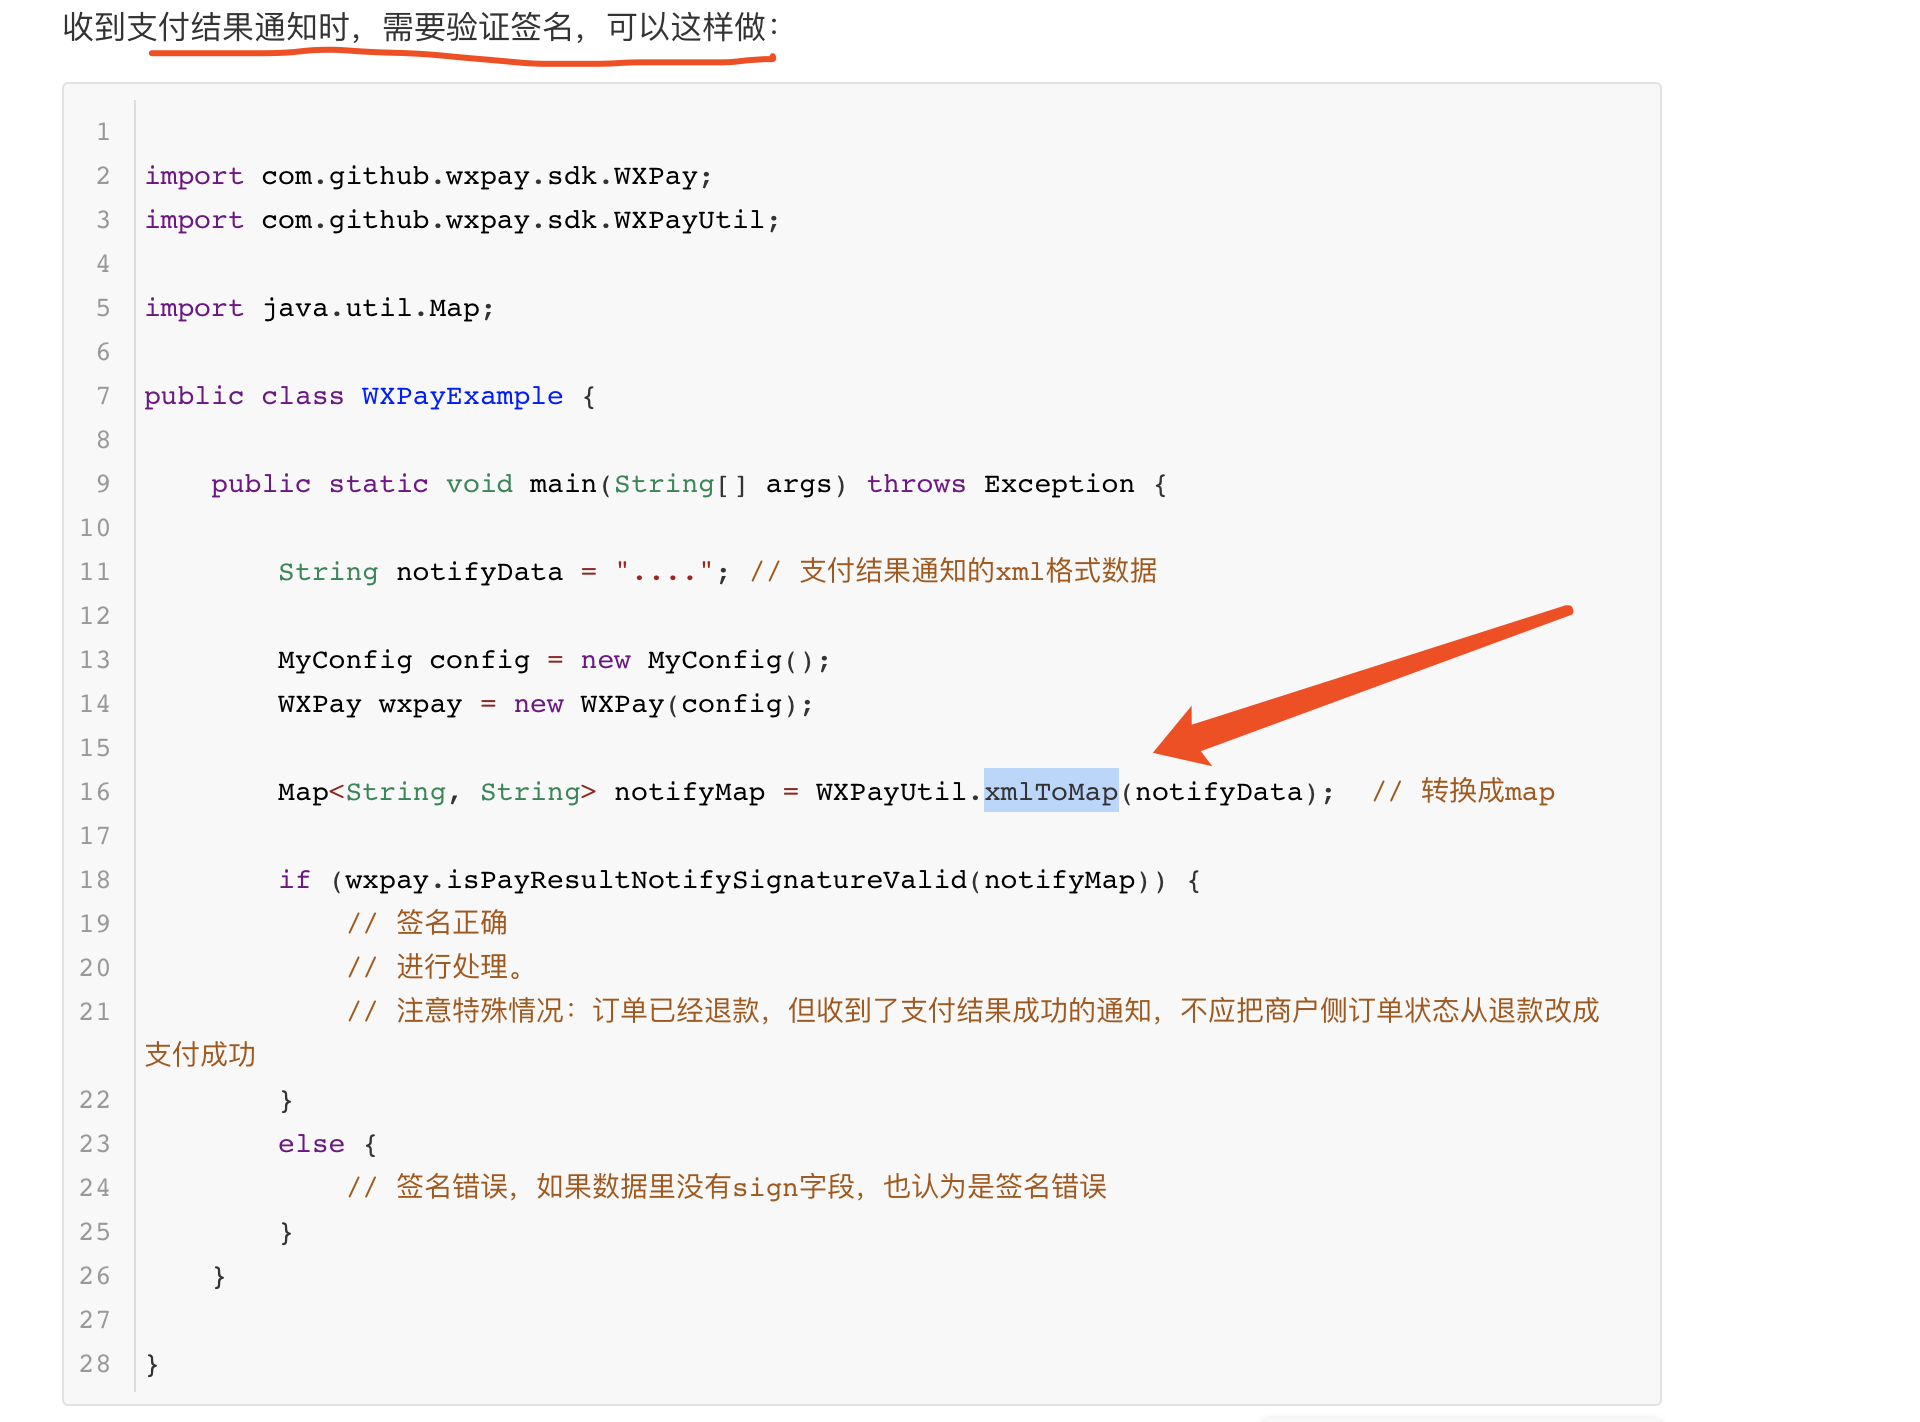 收到支付结果通知时，需要验证签名，可以这样做：
1
2 import com.github.wxpay.sdk.WXPay;
3 import com.github.wxpay.sdk.WXPayUtil;
4
5 import java.util.Map;
6
7 public class WXPayExample {
8
9     public static void main(String[] args) throws Exception {
10
11         String notifyData = "...."; // 支付结果通知的xml格式数据
12
13         MyConfig config = new MyConfig();
14         WXPay wxpay = new WXPay(config);
15
16         Map<String, String> notifyMap = WXPayUtil.xmlToMap(notifyData);  // 转换成map
17
18         if (wxpay.isPayResultNotifySignatureValid(notifyMap)) {
19             // 签名正确
20             // 进行处理。
21             // 注意特殊情况：订单已经退款，但收到了支付结果成功的通知，不应把商户侧订单状态从退款改成
支付成功
22         }
23         else {
24             // 签名错误，如果数据里没有sign字段，也认为是签名错误
25         }
26     }
27
28 }